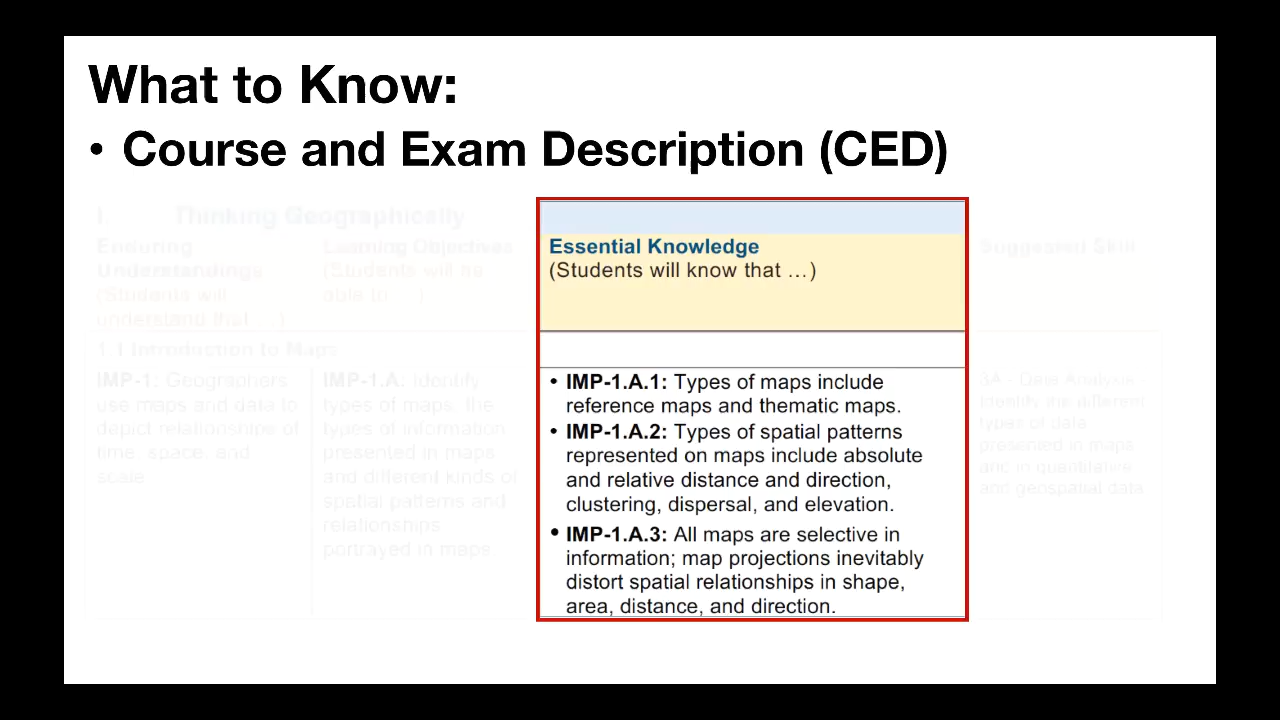 What to Know:
• Course and Exam Description (CED)
I. Thinking Geographically
Enduring
Understandings
(Students will
understand that …)
Learning Objectives
(Students will be
able to … )
Essential Knowledge
(Students will know that …)
Suggested Skill
1.1 Introduction to Maps
IMP-1: Geographers
use maps and data to
depict relationships of
time, space, and
scale
IMP-1.A: Identify
types of maps, the
types of information
presented in maps
and different kinds of
spatial patterns and
relationships
portrayed in maps.
• IMP-1.A.1: Types of maps include
reference maps and thematic maps.
• IMP-1.A.2: Types of spatial patterns
represented on maps include absolute
and relative distance and direction,
clustering, dispersal, and elevation.
• IMP-1.A.3: All maps are selective in
information; map projections inevitably
distort spatial relationships in shape,
area, distance, and direction.
3A - Data Analysis
Identify the different
types of data
presented in maps
and in quantitative
and geospatial data